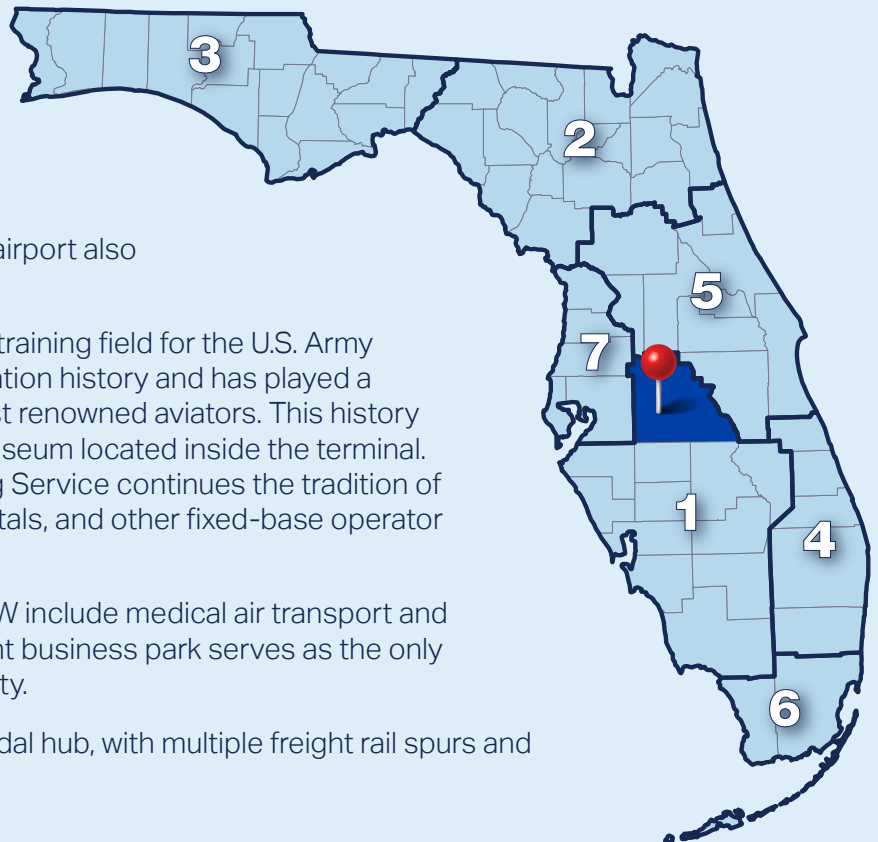 3
2
airport also
5
training field for the U.S. Army
7
ation history and has played a
st renowned aviators. This history
seum located inside the terminal.
g Service continues the tradition of
1
tals, and other fixed-base operator
4
W include medical air transport and
nt business park serves as the only
ty.
6
dal hub, with multiple freight rail spurs and